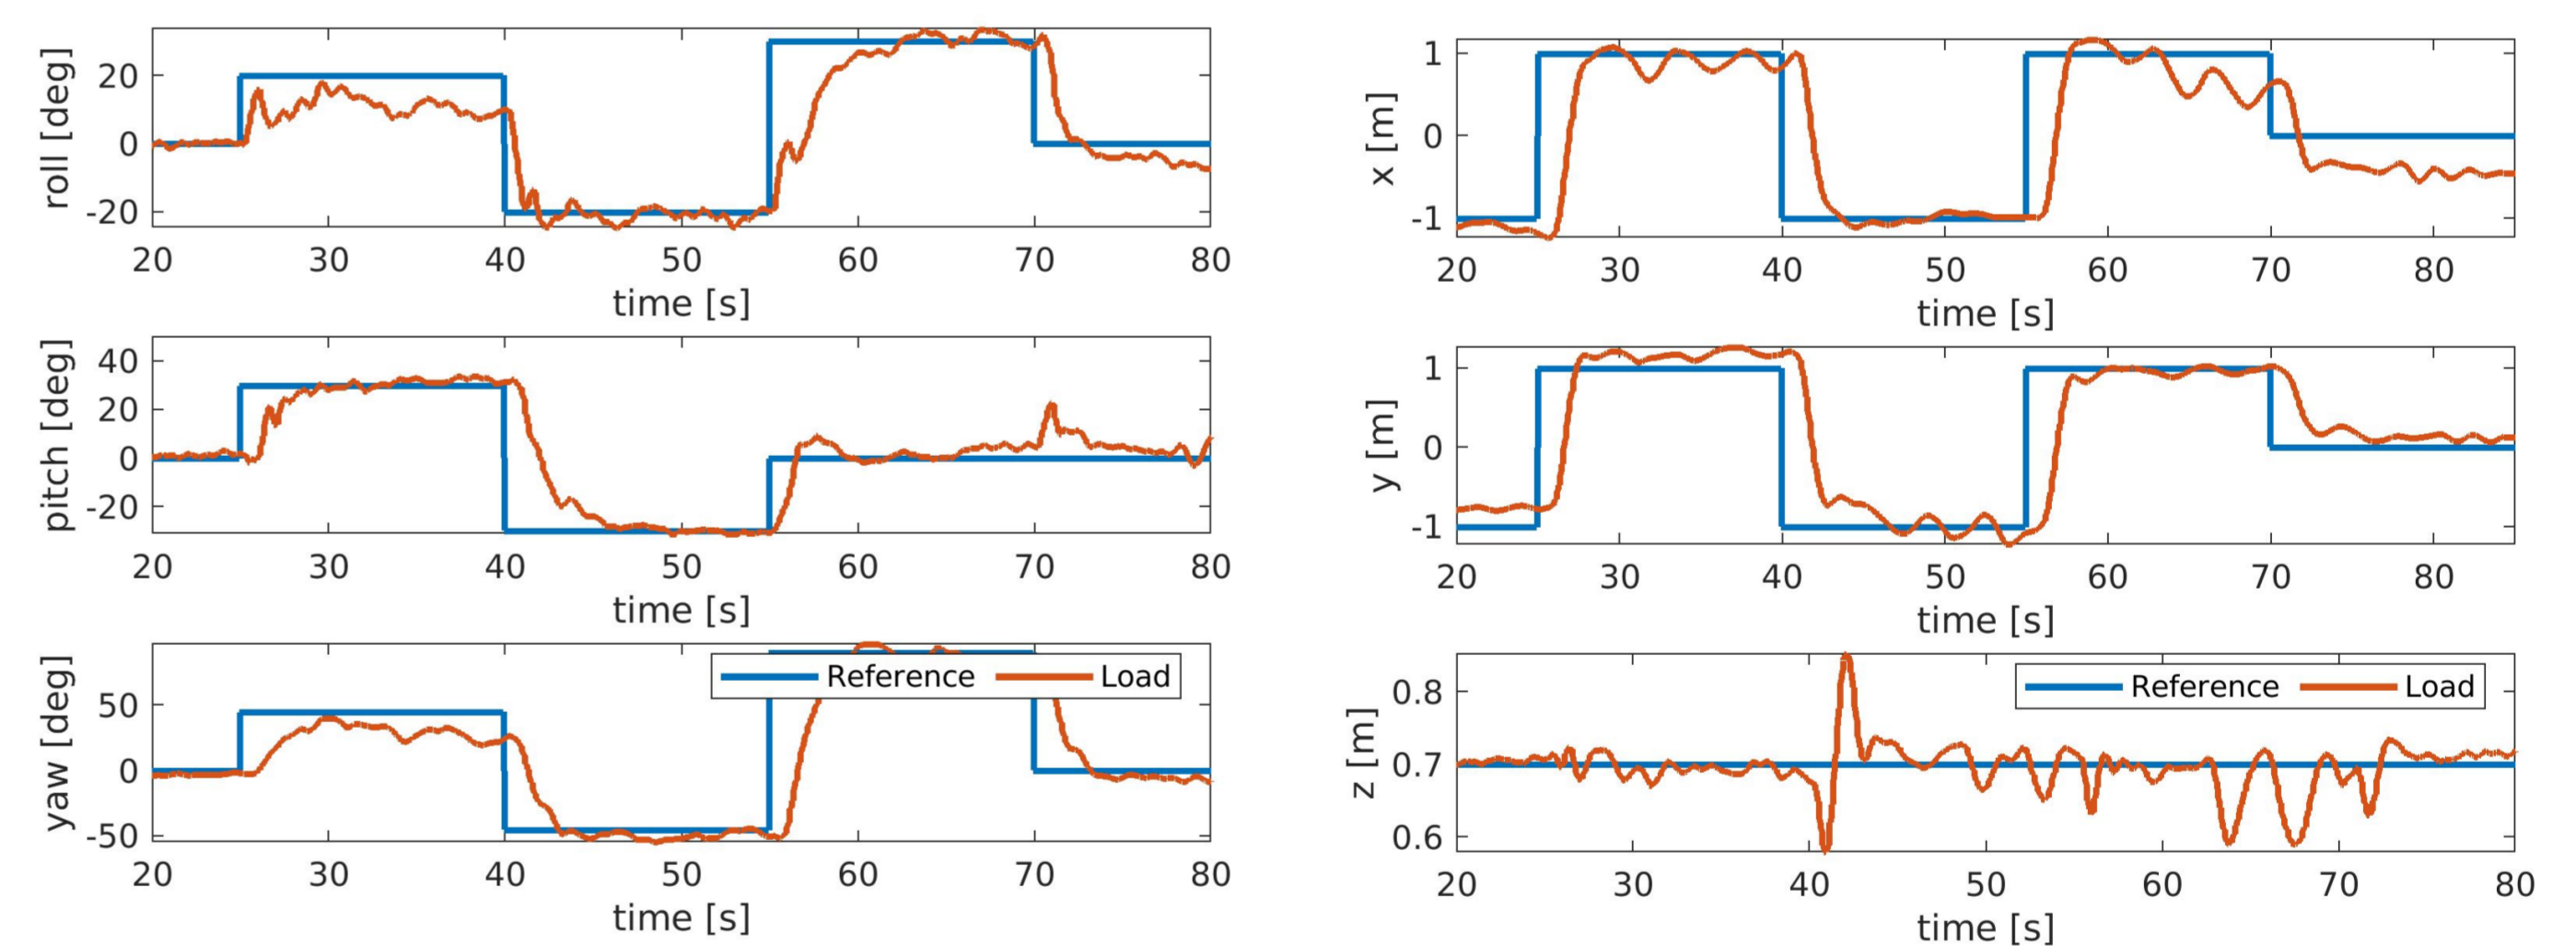 roll [deg]
20
0
-20
20 30 40 50 60 70 80
time [s]
pitch [deg]
40
20
0
-20
20 30 40 50 60 70 80
time [s]
yaw [deg]
50
0
-50
Reference Load
20 30 40 50 60 70 80
time [s]
x [m]
1
0
-1
20 30 40 50 60 70 80
time [s]
y [m]
1
0
-1
20 30 40 50 60 70 80
time [s]
z [m]
0.8
0.7
0.6
Reference Load
20 30 40 50 60 70 80
time [s]